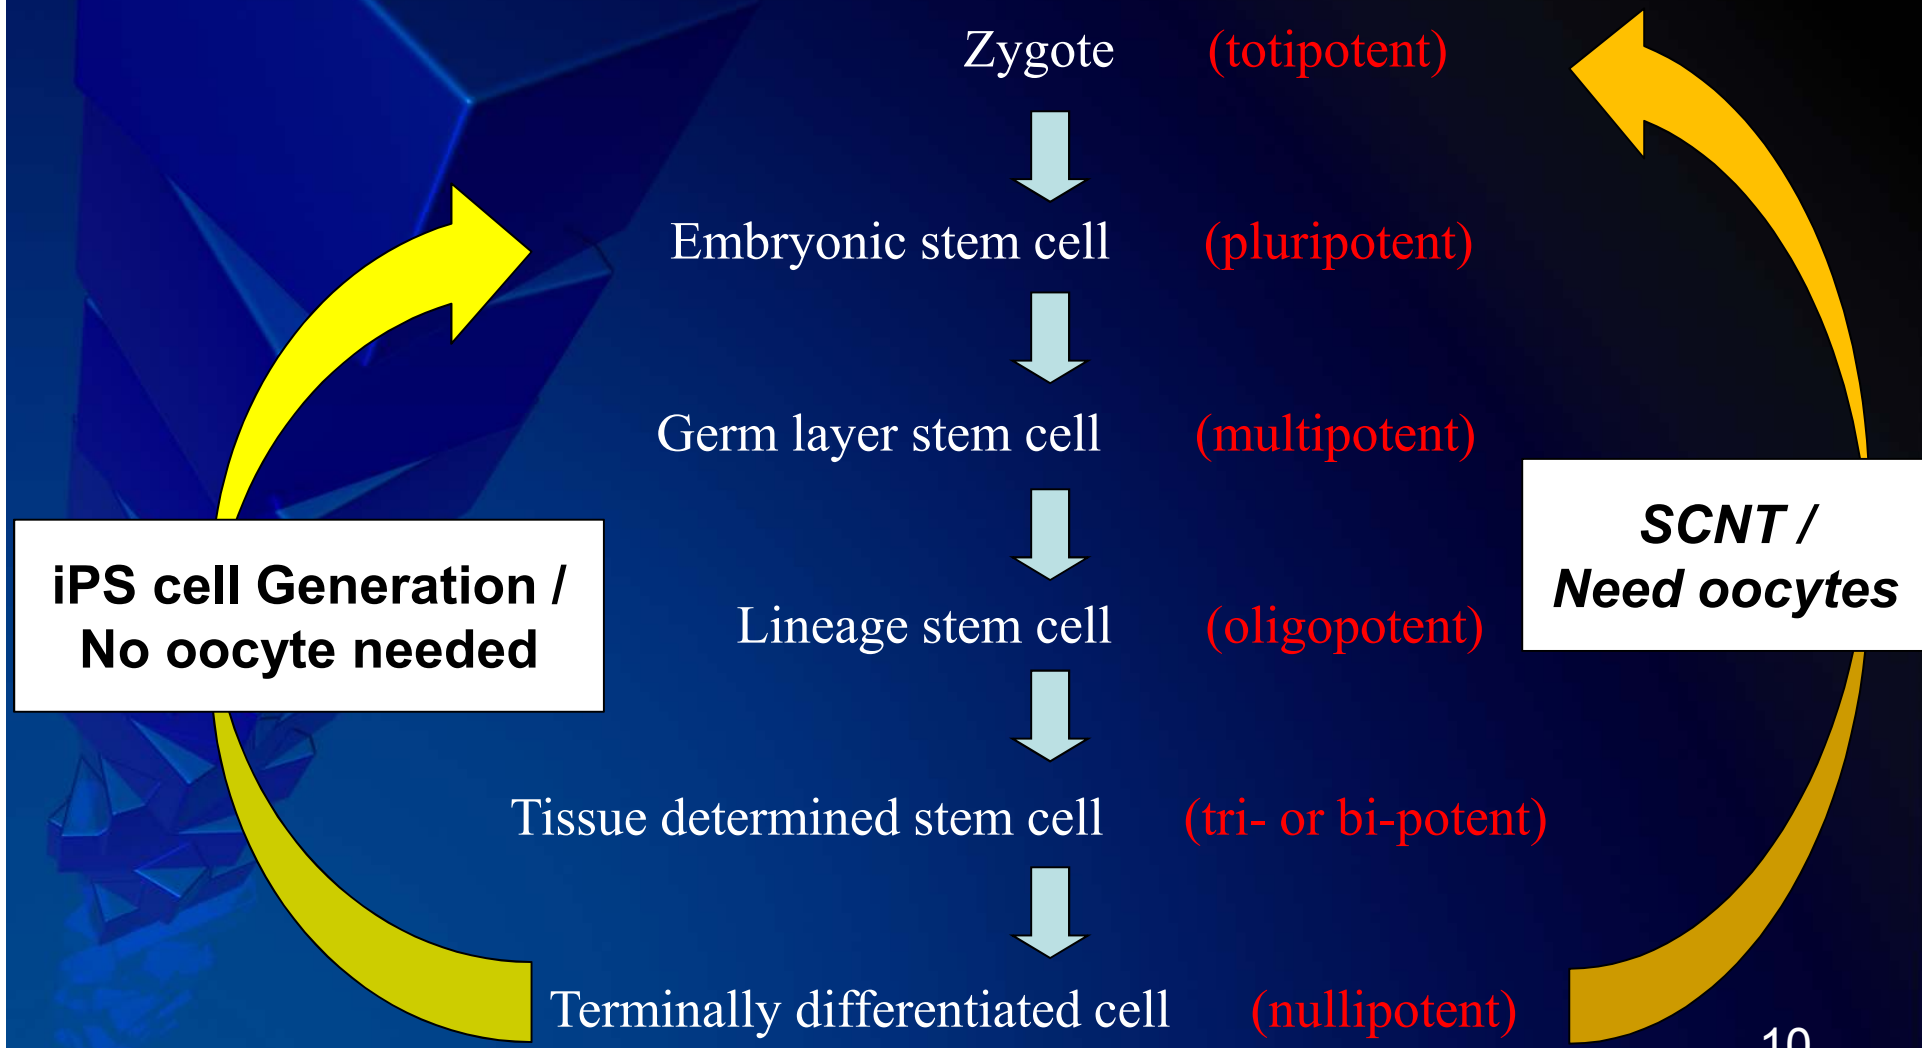 Zygote (totipotent)
Embryonic stem cell (pluripotent)
Germ layer stem cell (multipotent)
SCNT /
Need oocytes
iPS cell Generation /
No oocyte needed
Lineage stem cell (oligopotent)
Tissue determined stem cell (tri- or bi-potent)
Terminally differentiated cell (nullipotent)
10